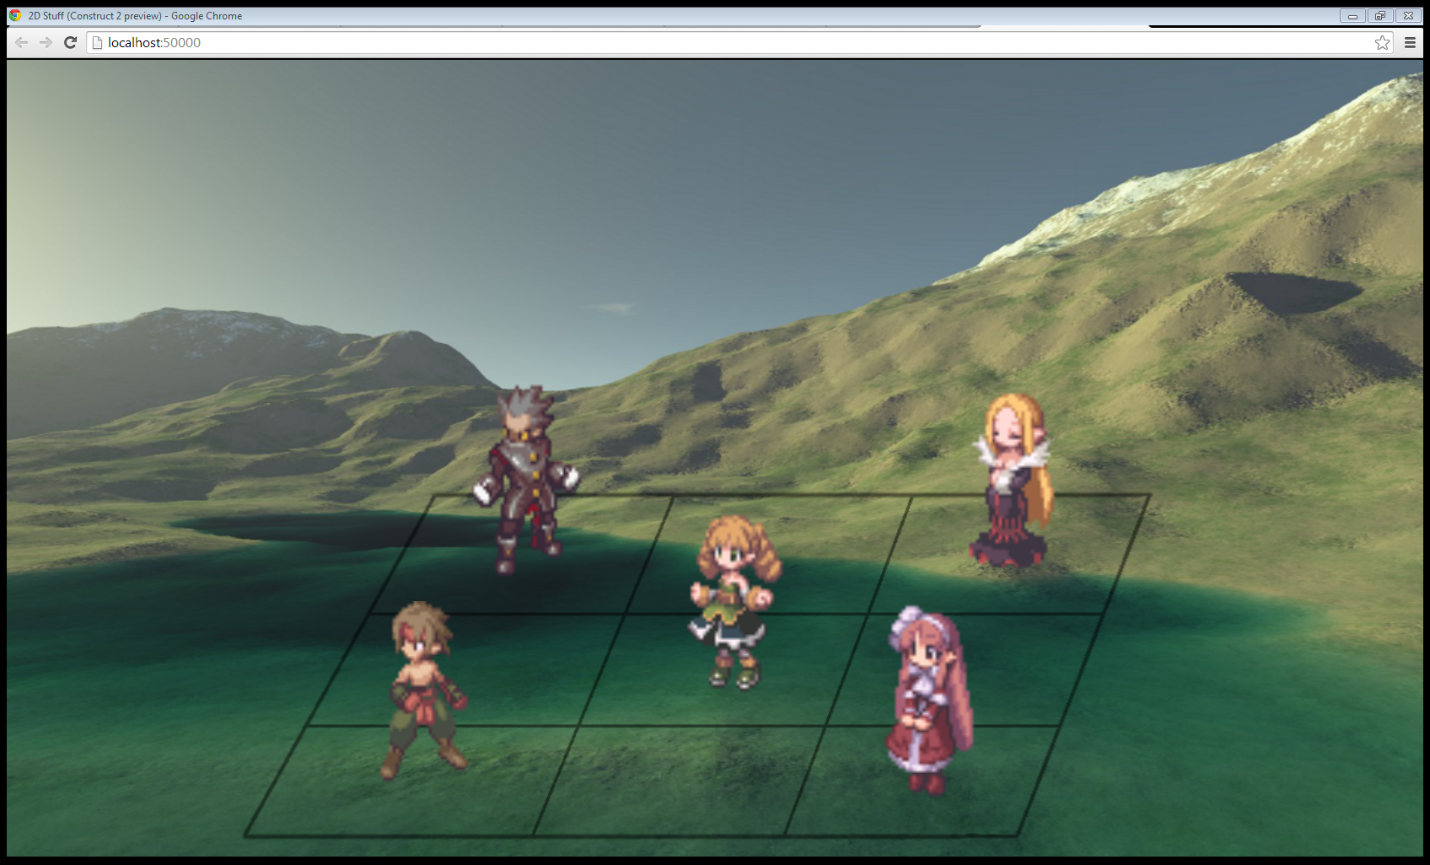 2D Stuff (Construct 2 preview) - Google Chrome
localhost:50000